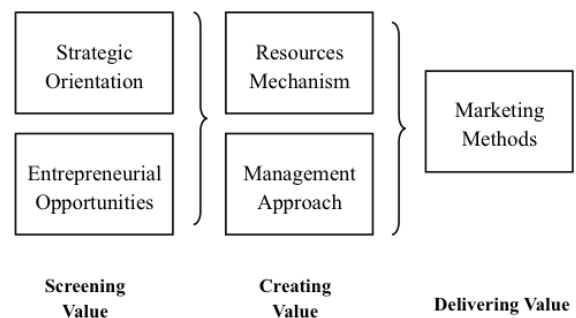 Strategic
Orientation
Resources
Mechanism
Marketing
Methods
Entrepreneurial
Opportunities
Management
Approach
Screening
Value
Creating
Value
Delivering Value